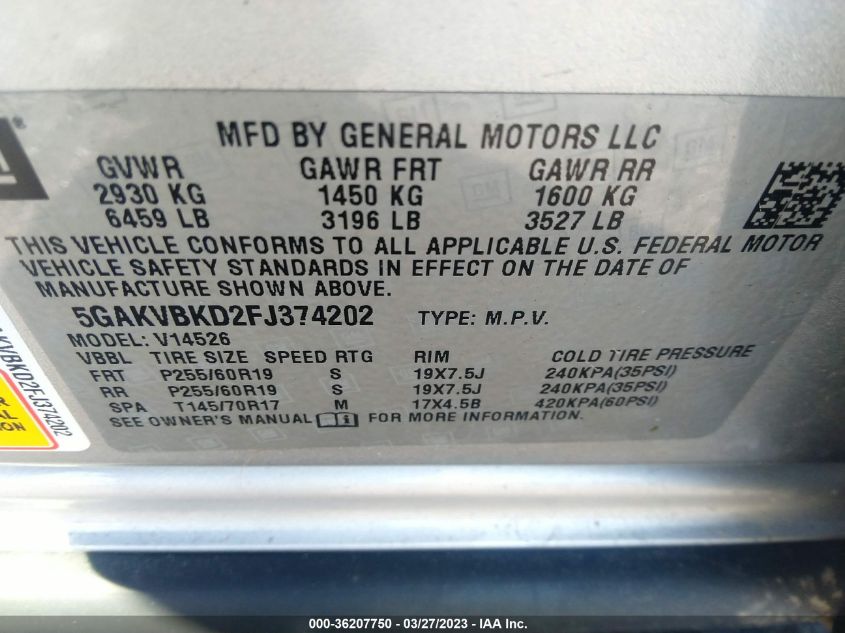 MFD BY GENERAL MOTORS LLC
GVWR GAWR FRT GAWR RR
2930 KG 1450 KG 1600 KG
6459 LB 3196 LB 3527 LB
THIS VEHICLE CONFORMS TO ALL APPLICABLE U.S. FEDERAL MOTOR
VEHICLE SAFETY STANDARDS IN EFFECT ON THE DATE OF
MANUFACTURE SHOWN ABOVE.
5GAKVBKD2FJ374202 TYPE: M.P.V.
MODEL: V14526
VBBL TIRE SIZE SPEED RTG RIM COLD TIRE PRESSURE
FRT P255/60R19 S 19X7.5J 240KPA(35PSI)
RR P255/60R19 S 19X7.5J 240KPA(35PSI)
SPA T145/70R17 M 17X4.5B 420KPA(60PSI)
SEE OWNER'S MANUAL i FOR MORE INFORMATION.
KVBKD2FJ374202
000-36207750 - 03/27/2023 - IAA Inc.